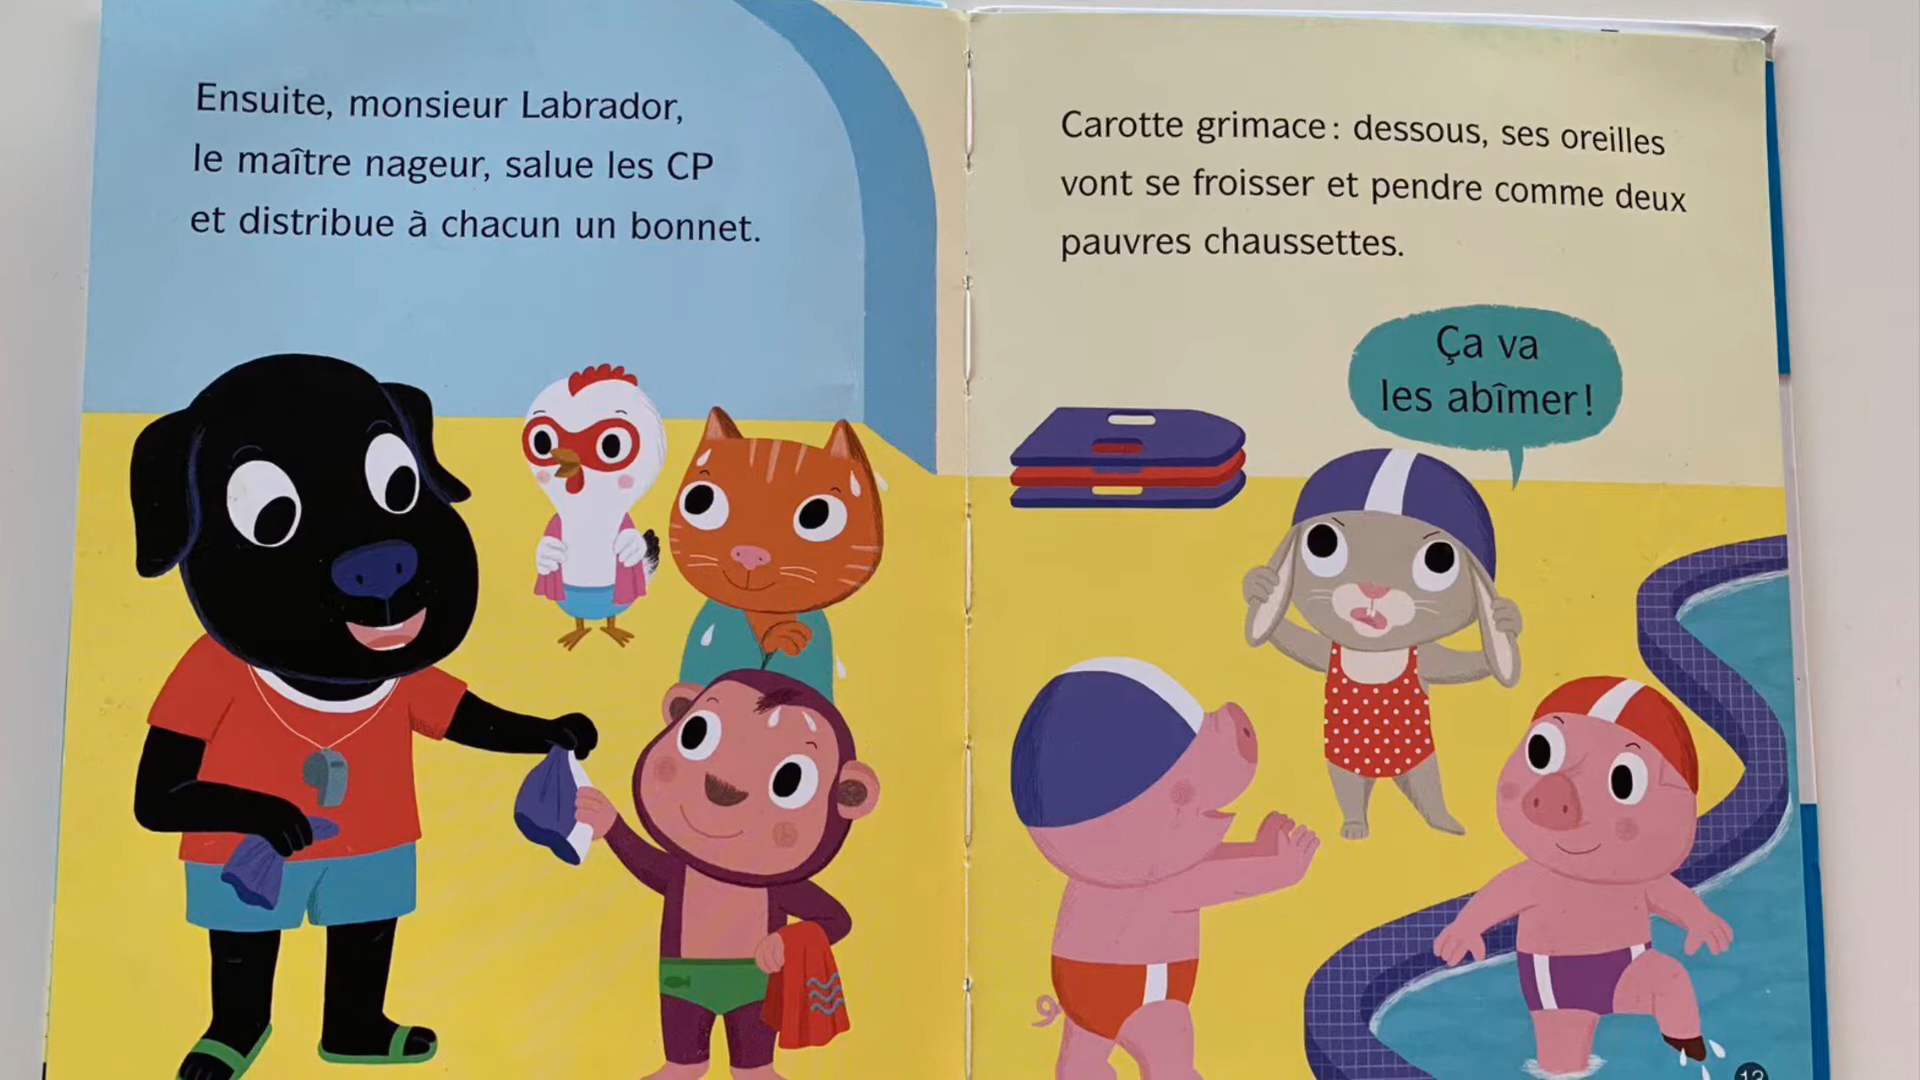 Ensuite, monsieur Labrador,
le maître nageur, salue les CP
et distribue à chacun un bonnet.
Carotte grimace : dessous, ses oreilles
vont se froisser et pendre comme deux
pauvres chaussettes.
Ça va
les abîmer !